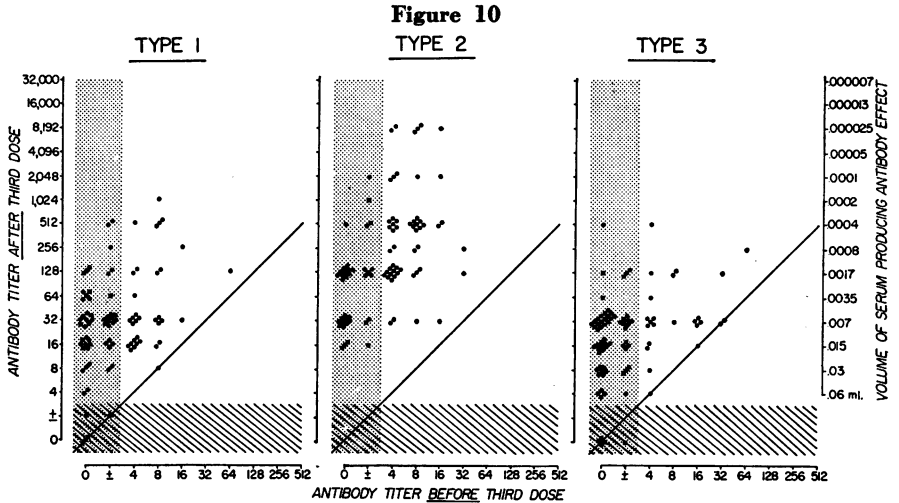 Figure 10
TYPE 1
TYPE 2
TYPE 3
ANTIBODY TITER AFTER THIRD DOSE
32,000
16,000
8,192
4,096
2,048
1,024
512
256
128
64
32
16
8
4
±
0
.000007
.000013
.000025
.00005
.0001
.0002
.0004
.0008
.0017
.0035
.007
.015
.03
.06 ml.
VOLUME OF SERUM PRODUCING ANTIBODY EFFECT
0 ± 4 8 16 32 64 128 256 512
0 ± 4 8 16 32 64 128 256 512
0 ± 4 8 16 32 64 128 256 512
ANTIBODY TITER BEFORE THIRD DOSE